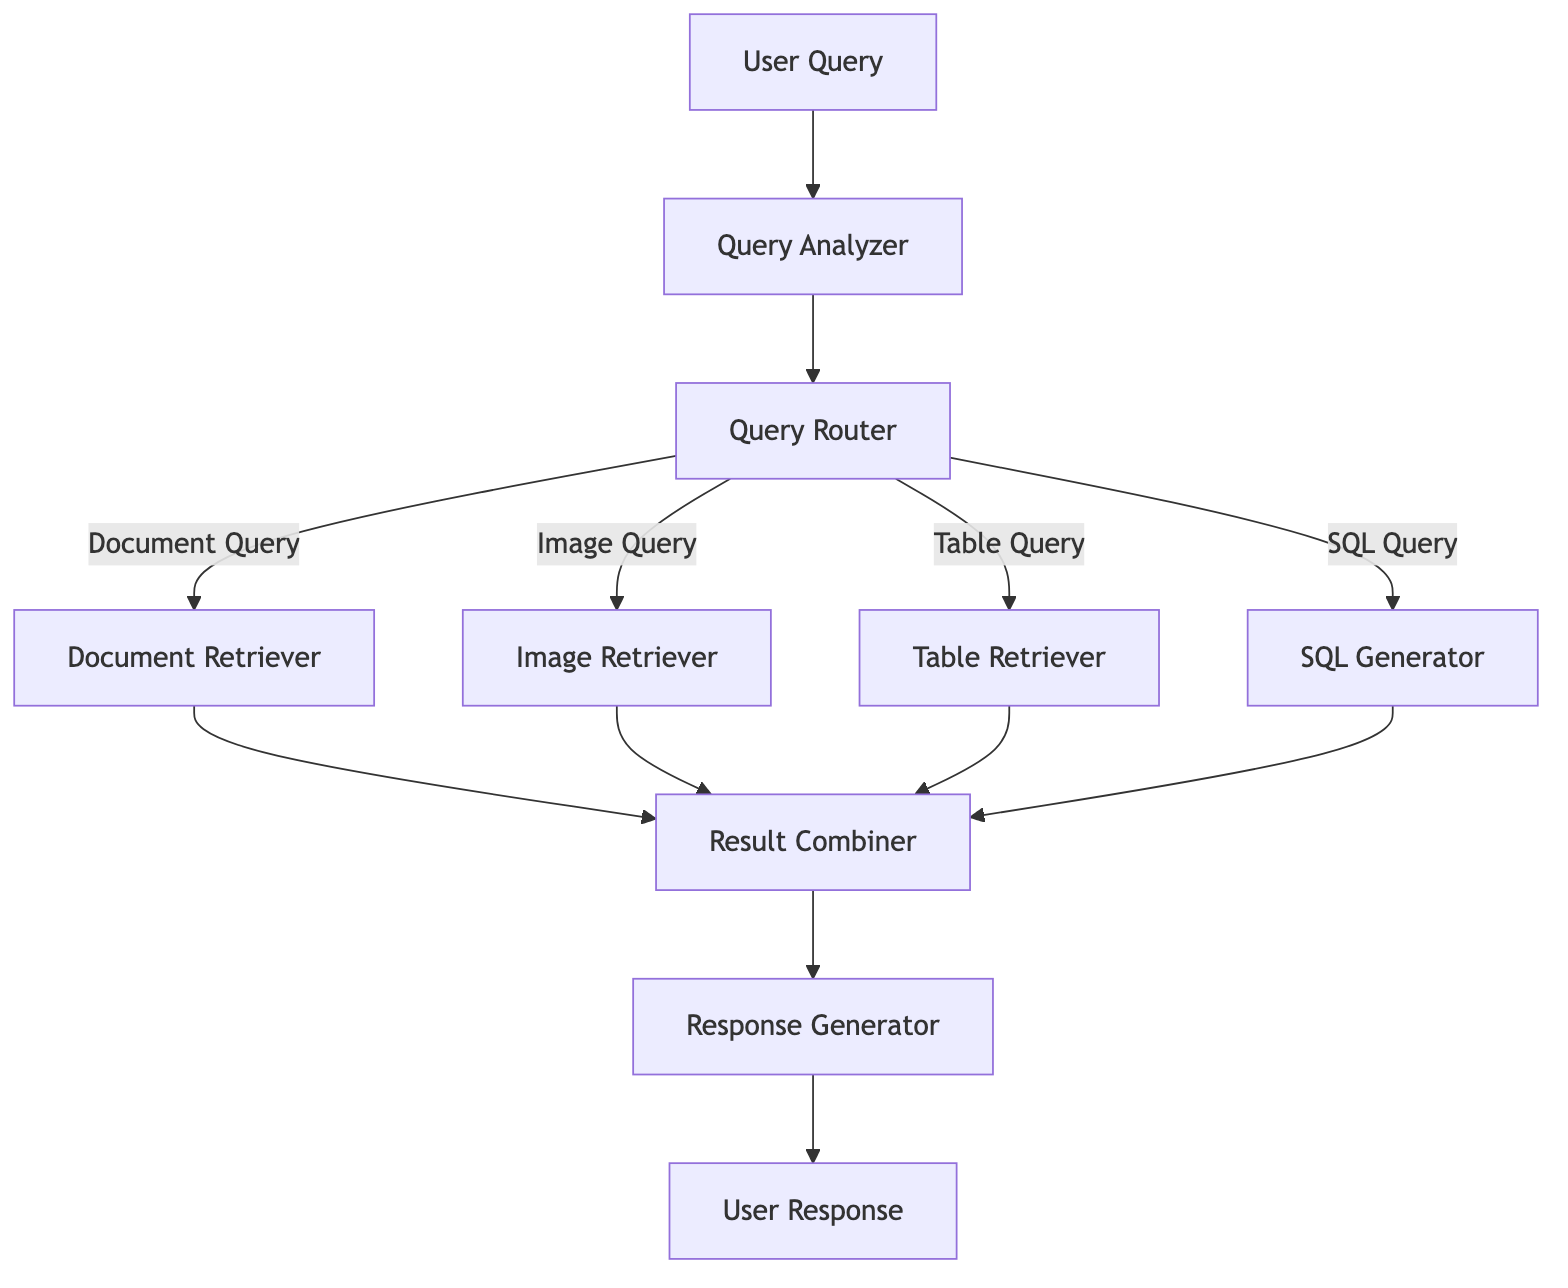 User Query
Query Analyzer
Query Router
Document Query
Image Query
Table Query
SQL Query
Document Retriever
Image Retriever
Table Retriever
SQL Generator
Result Combiner
Response Generator
User Response